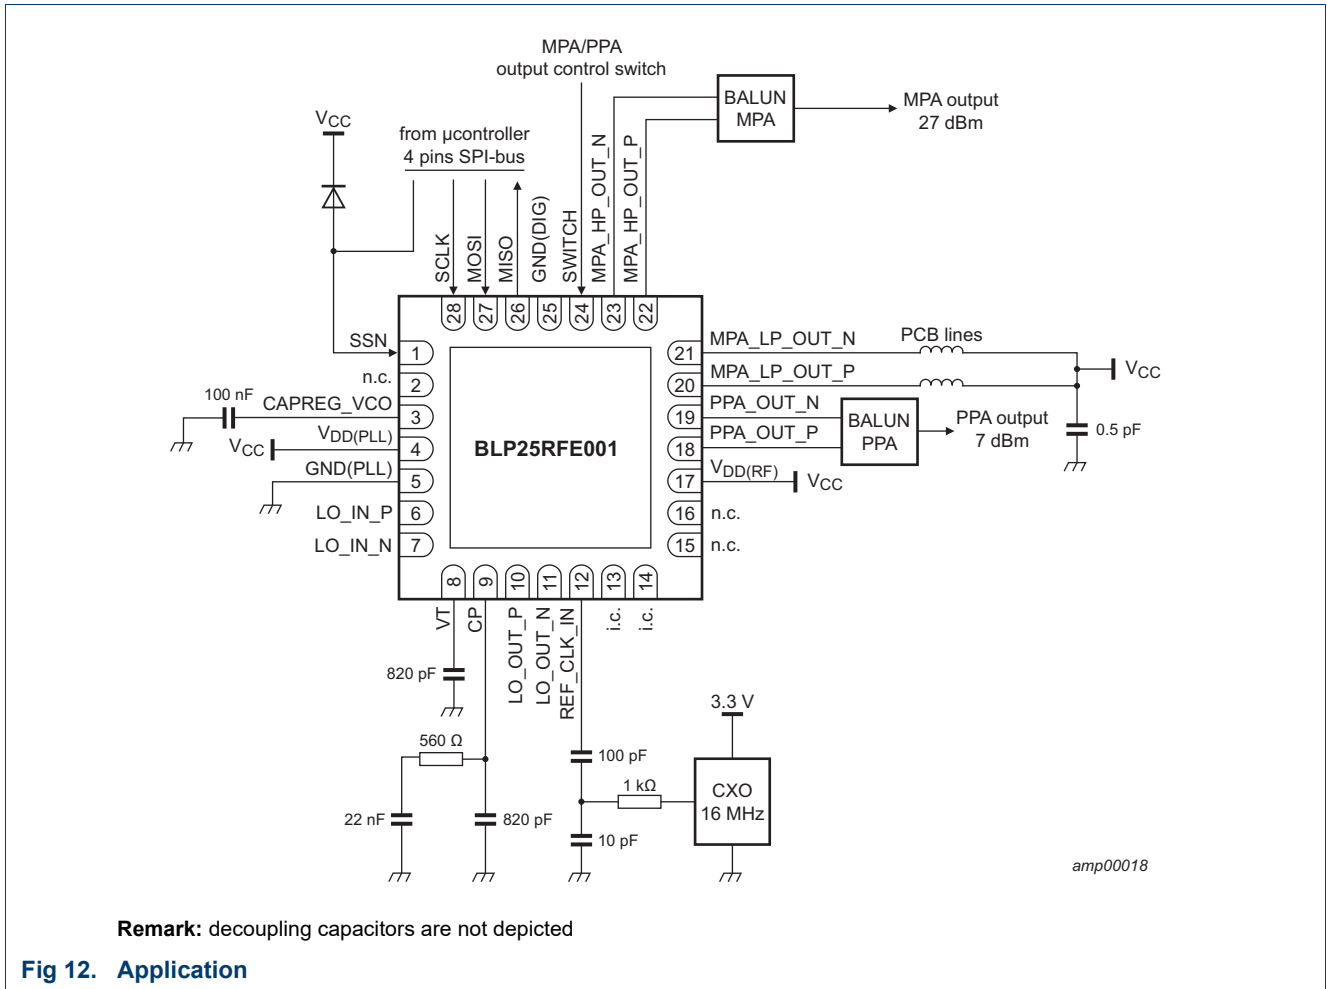 MPA/PPA
output control switch
BALUN
MPA
MPA output
27 dBm
VCC
from µcontroller
4 pins SPI-bus
SCLK
MOSI
MISO
GND(DIG)
SWITCH
MPA_HP_OUT_N
MPA_HP_OUT_P
28
27
26
25
24
23
22
SSN
1
n.c.
2
100 nF
CAPREG_VCO
3
VCC
VDD(PLL)
4
GND(PLL)
5
LO_IN_P
6
LO_IN_N
7
BLP25RFE001
21
MPA_LP_OUT_N
PCB lines
20
MPA_LP_OUT_P
VCC
19
PPA_OUT_N
18
PPA_OUT_P
BALUN
PPA
PPA output
7 dBm
0.5 pF
17
VDD(RF)
VCC
16
n.c.
15
n.c.
8
9
10
11
12
13
14
VT
CP
LO_OUT_P
LO_OUT_N
REF_CLK_IN
i.c.
i.c.
820 pF
560 Ω
22 nF
820 pF
100 pF
1 kΩ
10 pF
3.3 V
CXO
16 MHz
amp00018
Remark: decoupling capacitors are not depicted
Fig 12. Application